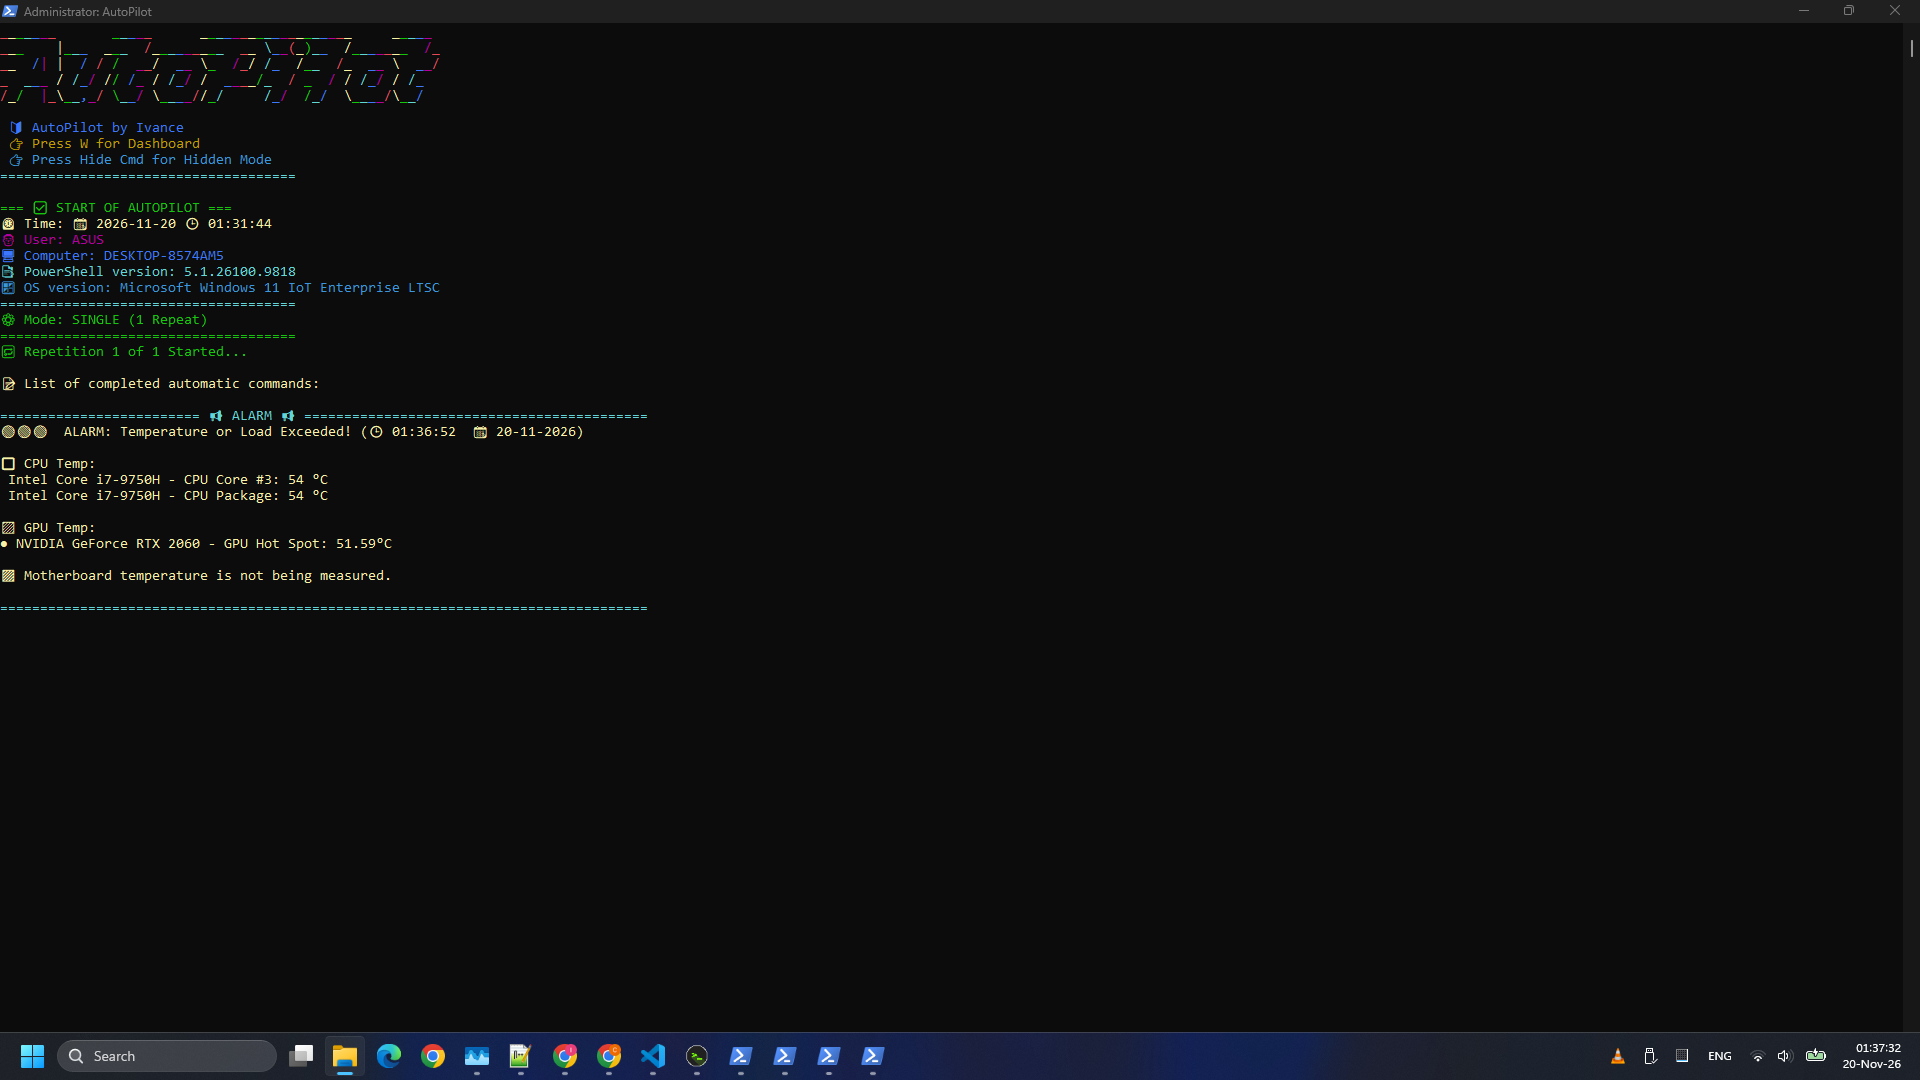 Administrator: AutoPilot
AutoPilot
AutoPilot by Ivance
Press W for Dashboard
Press Hide Cmd for Hidden Mode
=====================================
=== START OF AUTOPILOT ===
Time: 2026-11-20 01:31:44
User: ASUS
Computer: DESKTOP-8574AM5
PowerShell version: 5.1.26100.9818
OS version: Microsoft Windows 11 IoT Enterprise LTSC
=====================================
Mode: SINGLE (1 Repeat)
=====================================
Repetition 1 of 1 Started...
List of completed automatic commands:
========================= ALARM ===========================================
ALARM: Temperature or Load Exceeded! ( 01:36:52 20-11-2026)
CPU Temp:
Intel Core i7-9750H - CPU Core #3: 54 ºC
Intel Core i7-9750H - CPU Package: 54 ºC
GPU Temp:
• NVIDIA GeForce RTX 2060 - GPU Hot Spot: 51.59ºC
Motherboard temperature is not being measured.
=================================================================================
Search
ENG
01:37:32
20-Nov-26